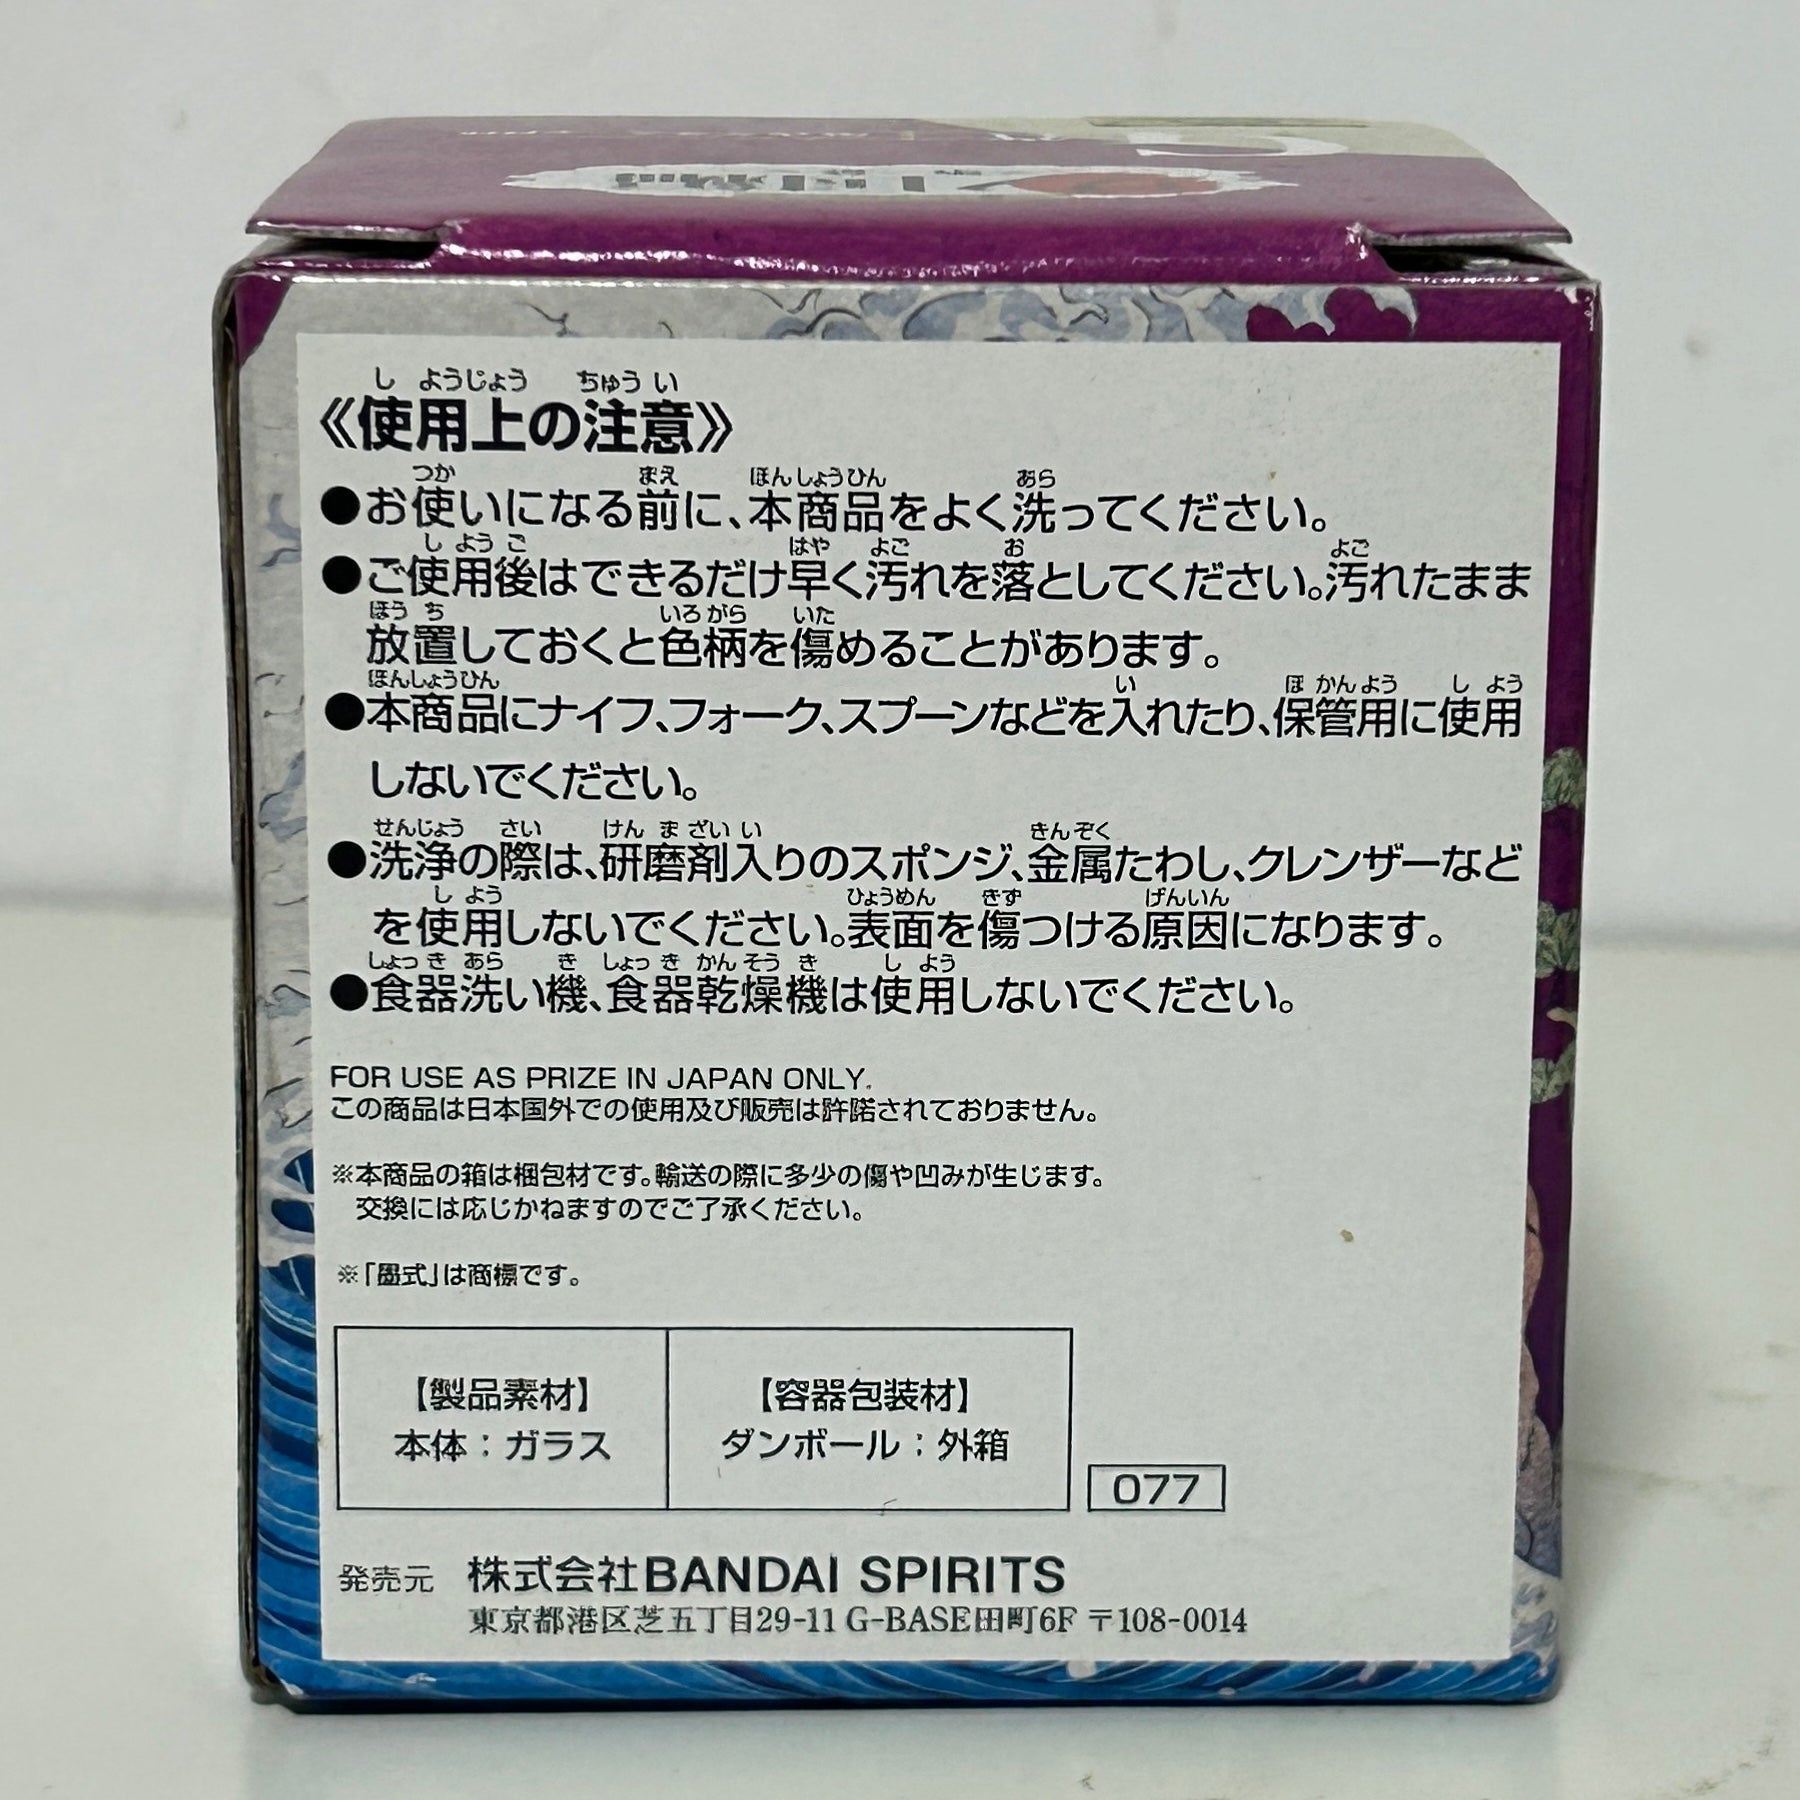 《使用上の注意》
●お使いになる前に、本商品をよく洗ってください。
●ご使用後はできるだけ早く汚れを落としてください。汚れたまま
放置しておくと色柄を傷めることがあります。
●本商品にナイフ、フォーク、スプーンなどを入れたり、保管用に使用
しないでください。
●洗浄の際は、研磨剤入りのスポンジ、金属たわし、クレンザーなど
を使用しないでください。表面を傷つける原因になります。
●食器洗い機、食器乾燥機は使用しないでください。
FOR USE AS PRIZE IN JAPAN ONLY.
この商品は日本国外での使用及び販売は許諾されておりません。
※本商品の箱は梱包材です。輸送の際に多少の傷や凹みが生じます。
交換には応じかねますのでご了承ください。
※「墨式」は商標です。
【製品素材】
本体：ガラス
【容器包装材】
ダンボール：外箱
077
発売元 株式会社BANDAI SPIRITS
東京都港区芝五丁目29-11 G-BASE田町6F 〒108-0014